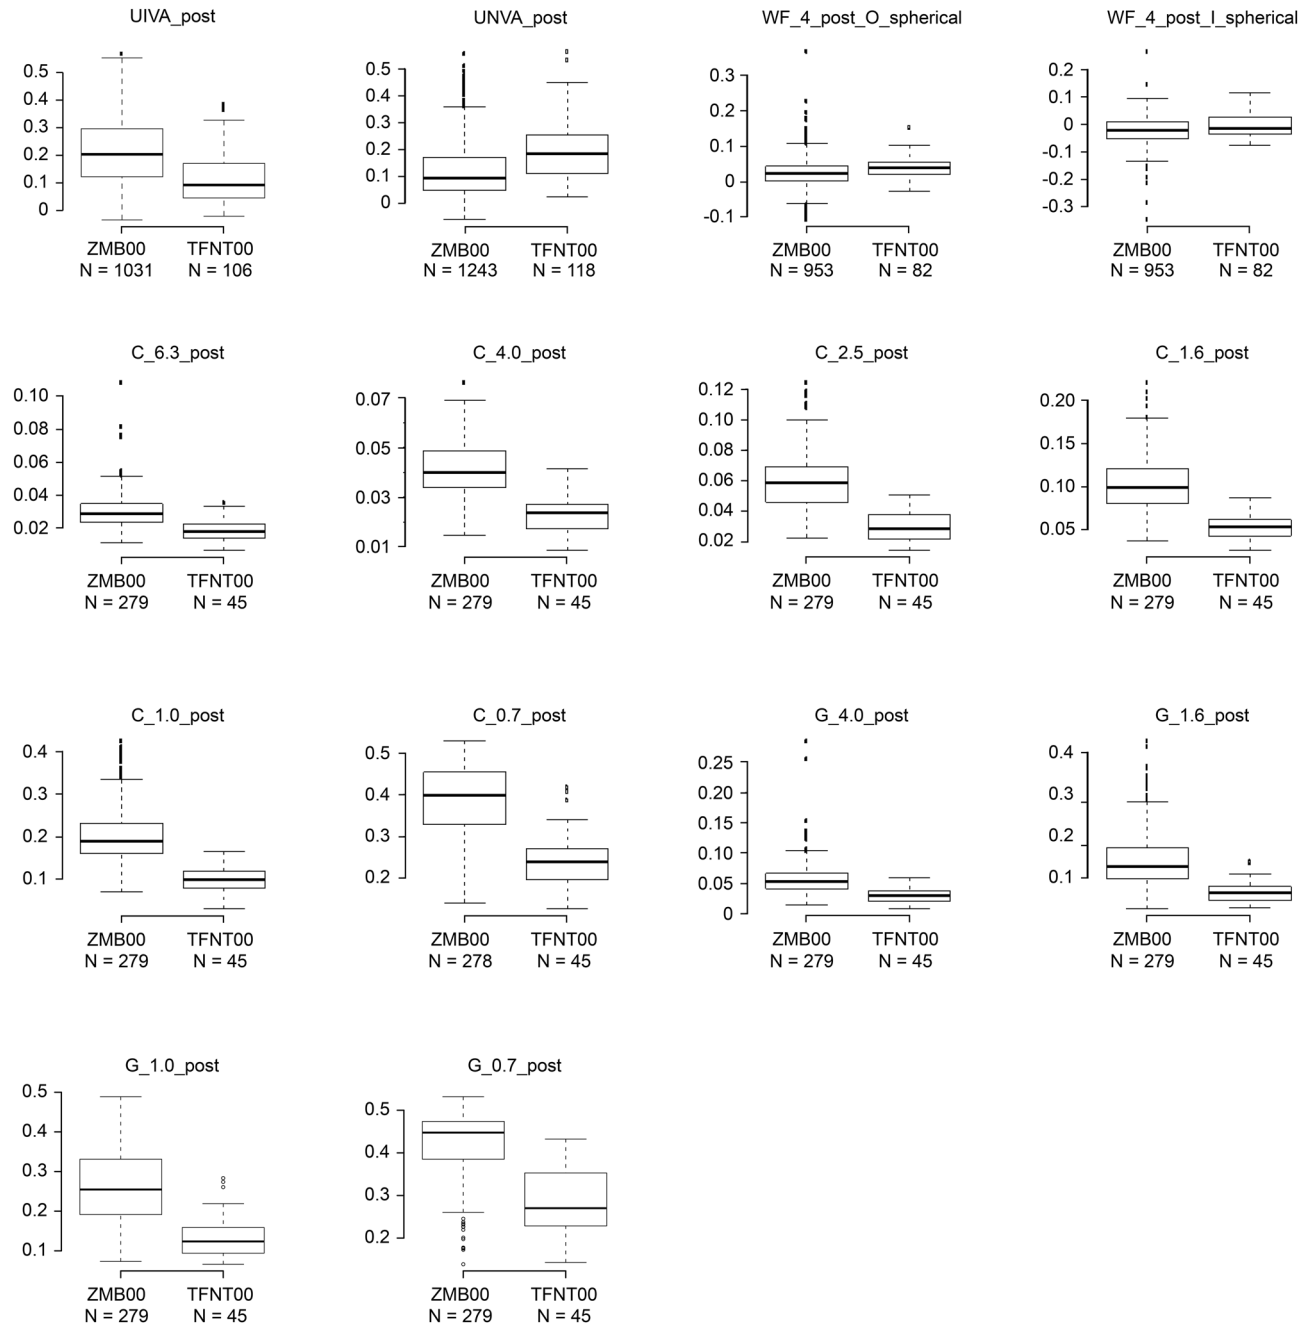 UIVA_post
0.5
0.4
0.3
0.2
0.1
0
ZMB00 TFNT00
N = 1031 N = 106
UNVA_post
0.5
0.4
0.3
0.2
0.1
0
ZMB00 TFNT00
N = 1243 N = 118
WF_4_post_O_spherical
0.3
0.2
0.1
0
-0.1
ZMB00 TFNT00
N = 953 N = 82
WF_4_post_I_spherical
0.2
0.1
0
-0.1
-0.2
-0.3
ZMB00 TFNT00
N = 953 N = 82
C_6.3_post
0.10
0.08
0.06
0.04
0.02
ZMB00 TFNT00
N = 279 N = 45
C_4.0_post
0.07
0.05
0.03
0.01
ZMB00 TFNT00
N = 279 N = 45
C_2.5_post
0.12
0.10
0.08
0.06
0.04
0.02
ZMB00 TFNT00
N = 279 N = 45
C_1.6_post
0.20
0.15
0.10
0.05
ZMB00 TFNT00
N = 279 N = 45
C_1.0_post
0.4
0.3
0.2
0.1
ZMB00 TFNT00
N = 279 N = 45
C_0.7_post
0.5
0.4
0.3
0.2
ZMB00 TFNT00
N = 278 N = 45
G_4.0_post
0.25
0.20
0.15
0.10
0.05
0
ZMB00 TFNT00
N = 279 N = 45
G_1.6_post
0.4
0.3
0.2
0.1
ZMB00 TFNT00
N = 279 N = 45
G_1.0_post
0.5
0.4
0.3
0.2
0.1
ZMB00 TFNT00
N = 279 N = 45
G_0.7_post
0.5
0.4
0.3
0.2
ZMB00 TFNT00
N = 279 N = 45